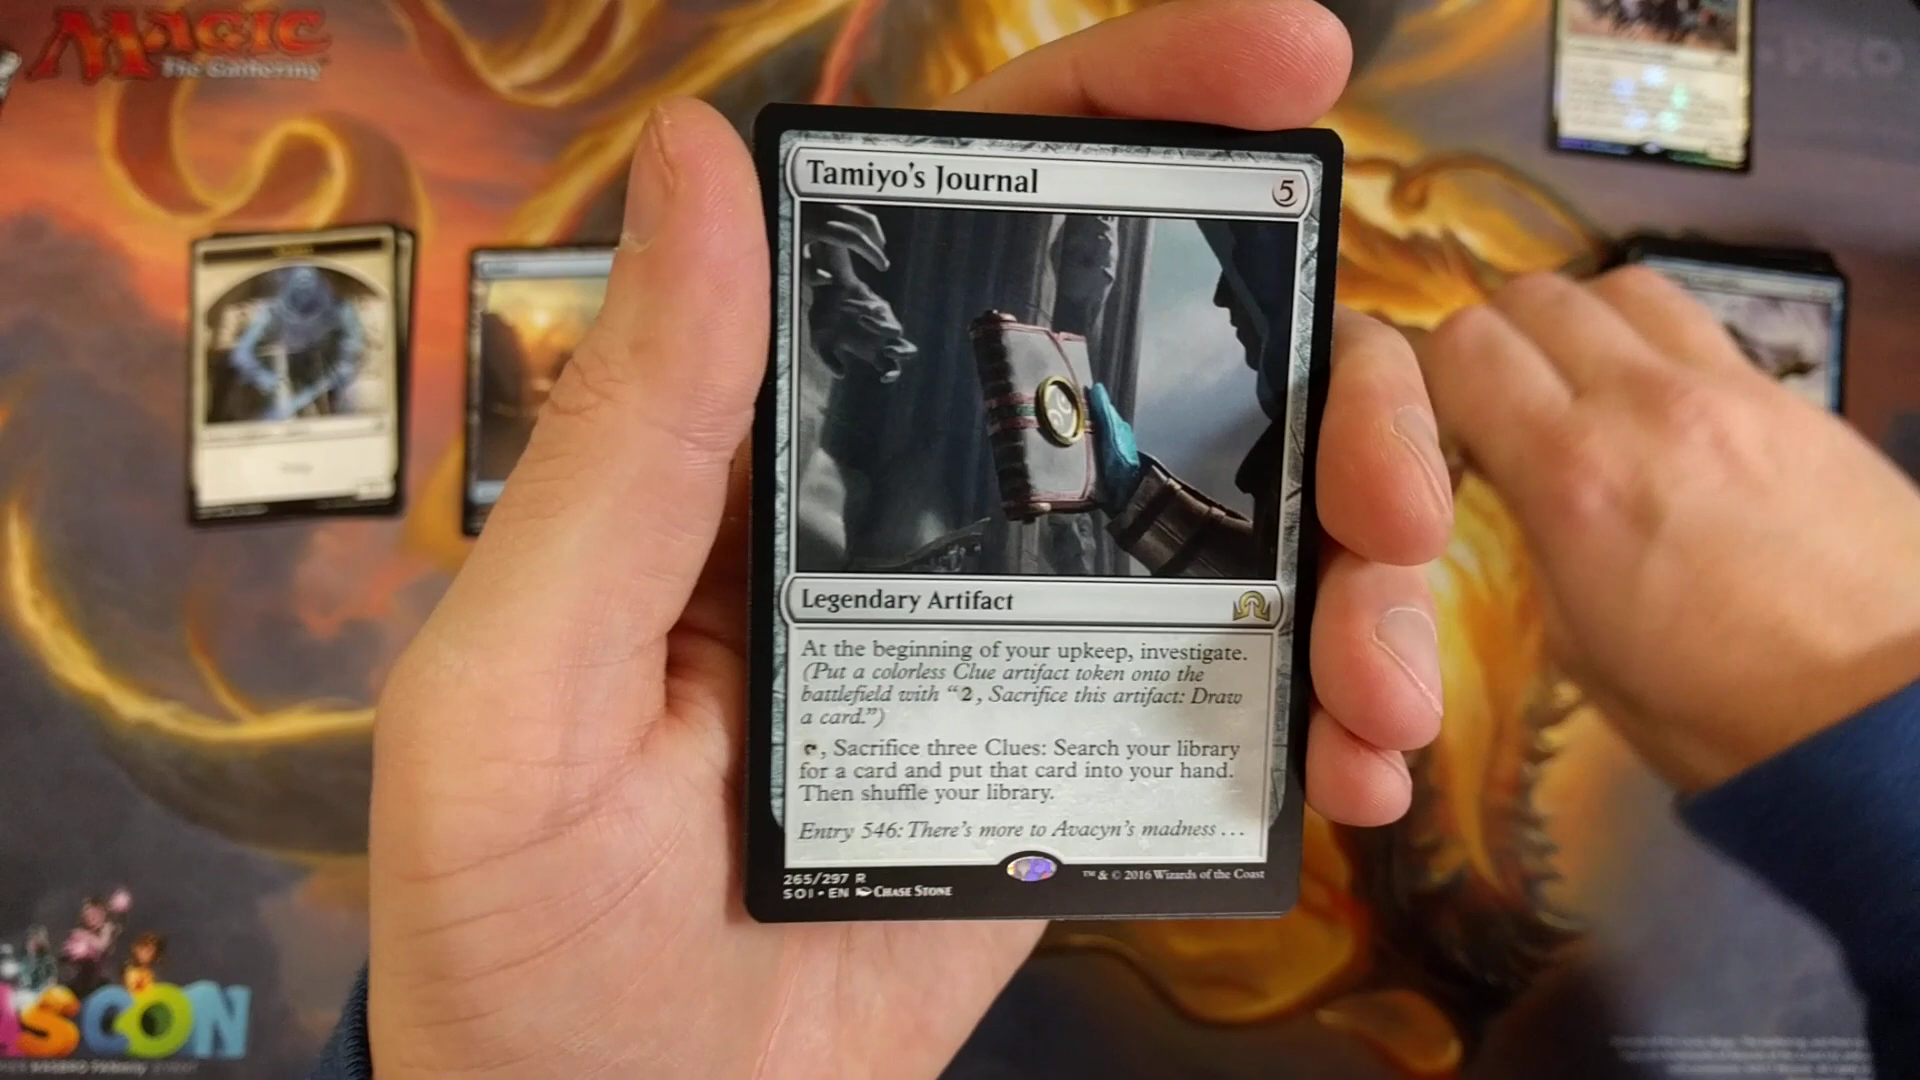 MAGIC
The Gathering
-PRO
Tamiyo's Journal
5
Legendary Artifact
At the beginning of your upkeep, investigate.
(Put a colorless Clue artifact token onto the
battlefield with “2, Sacrifice this artifact: Draw
a card.”)
, Sacrifice three Clues: Search your library
for a card and put that card into your hand.
Then shuffle your library.
Entry 546: There's more to Avacyn's madness . . .
265/297 R
SOI • EN CHASE STONE
™ & © 2016 Wizards of the Coast
SCON